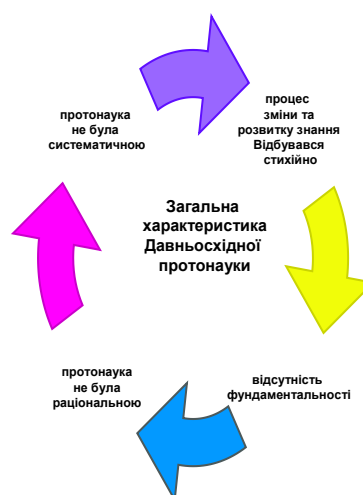 протонаука
не була
систематичною
процес
зміни та
розвитку знання
Відбувався
стихійно
Загальна
характеристика
Давньосхідної
протонауки
протонаука
не була
раціональною
відсутність
фундаментальності